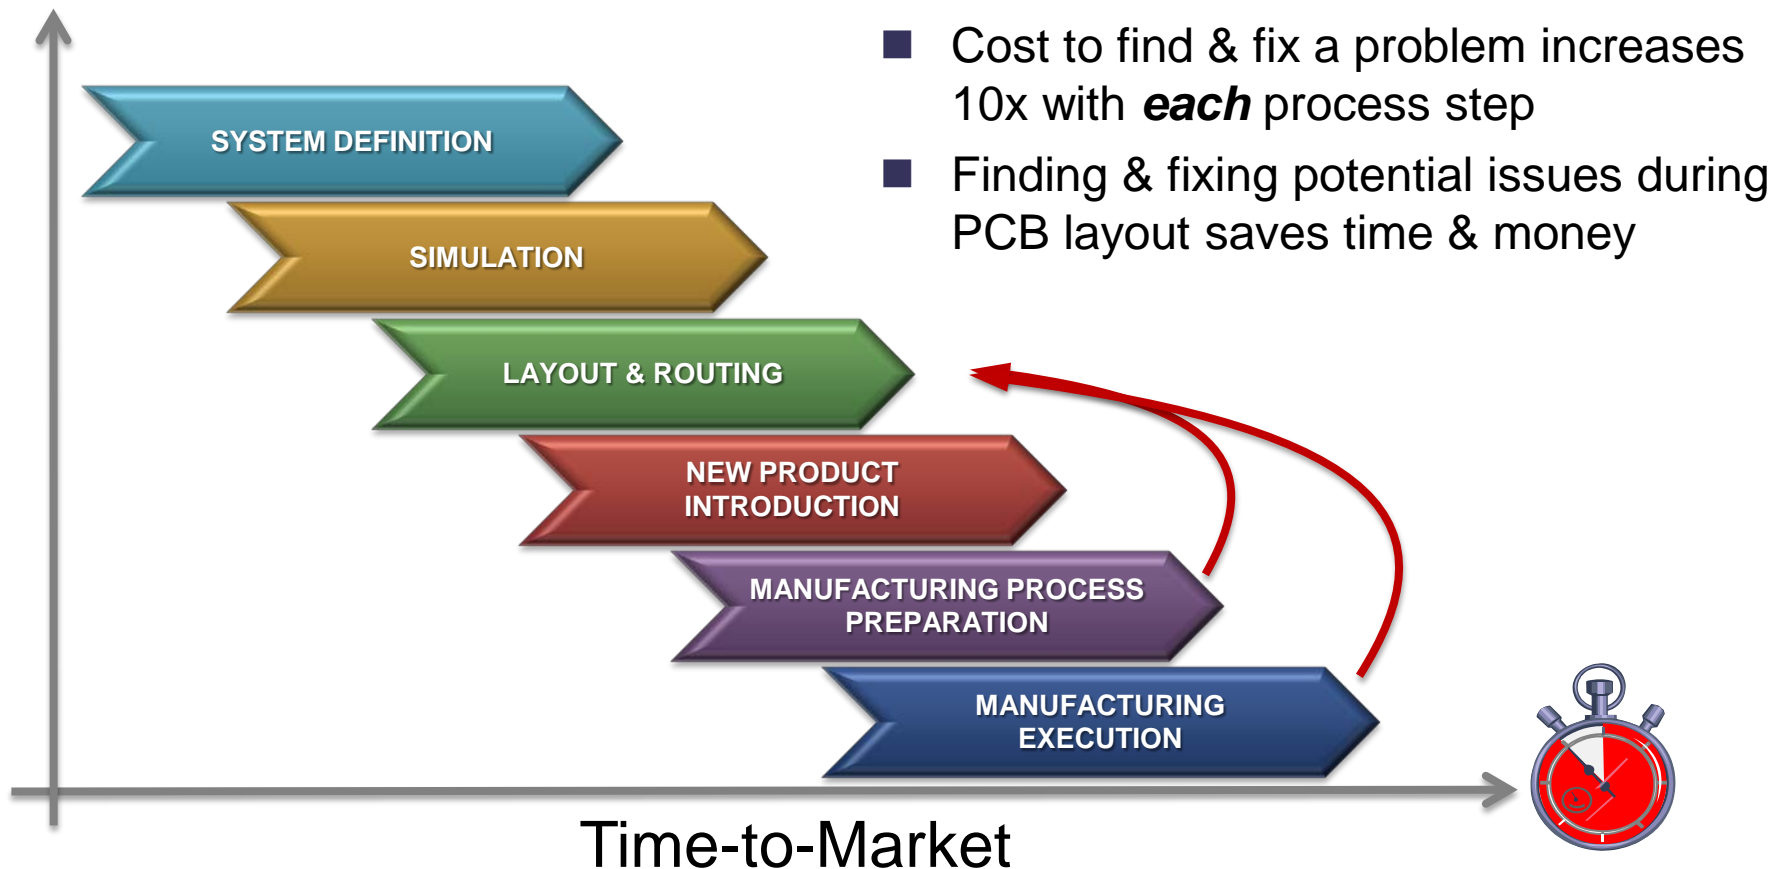 ■ Cost to find & fix a problem increases
10x with each process step
■ Finding & fixing potential issues during
PCB layout saves time & money
SYSTEM DEFINITION
SIMULATION
LAYOUT & ROUTING
NEW PRODUCT
INTRODUCTION
MANUFACTURING PROCESS
PREPARATION
MANUFACTURING
EXECUTION
Time-to-Market